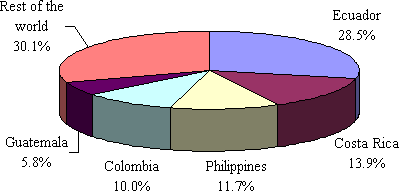 Rest of the
world
30.1%
Ecuador
28.5%
Guatemala
5.8%
Colombia
10.0%
Philippines
11.7%
Costa Rica
13.9%